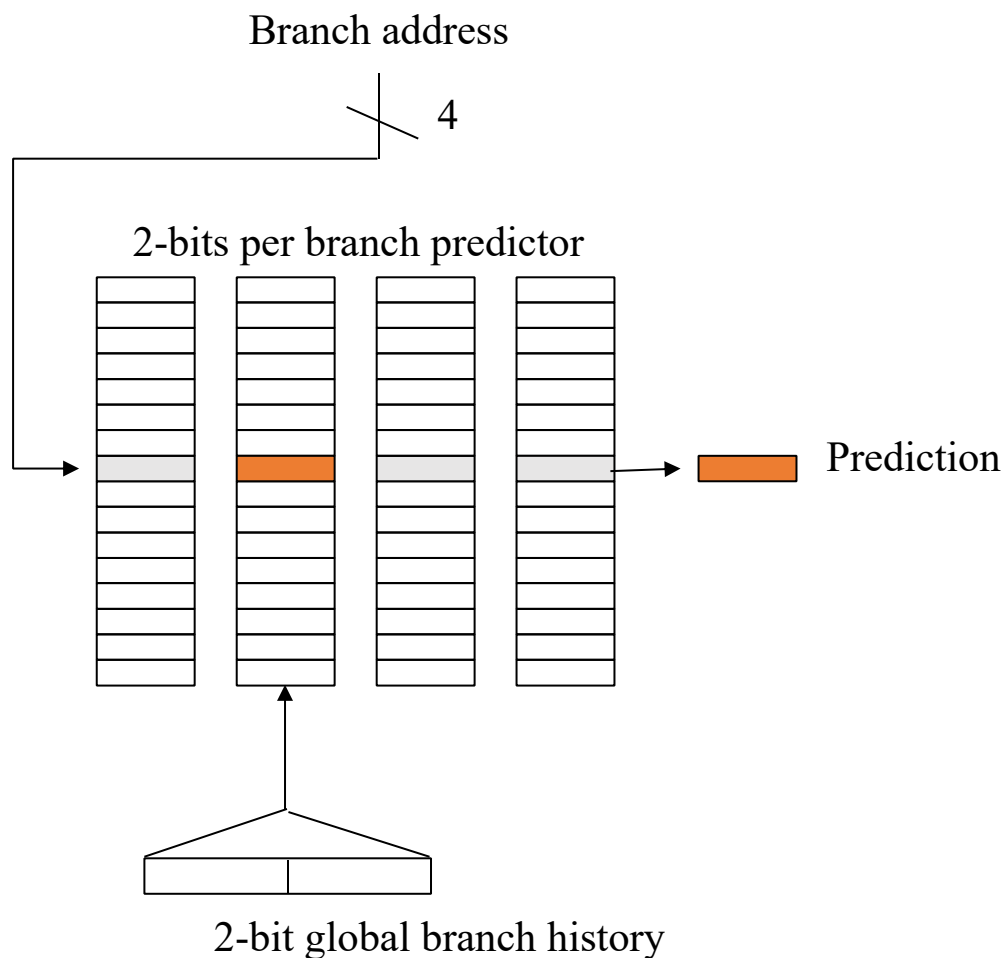 Branch address
4
2-bits per branch predictor
Prediction
2-bit global branch history